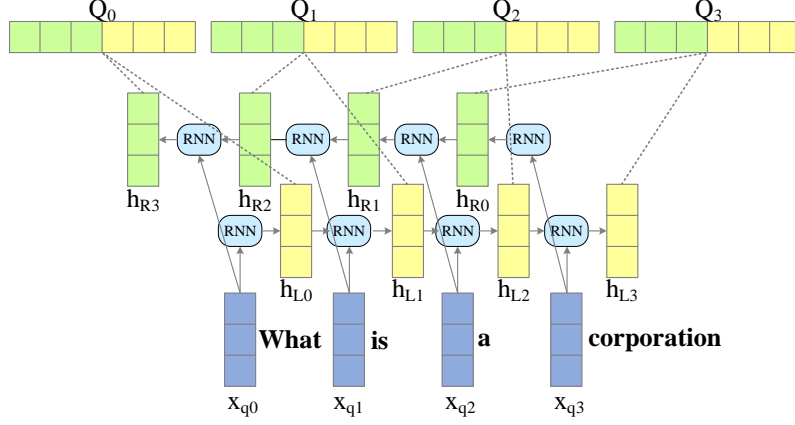 Q0 Q1 Q2 Q3
RNN RNN RNN RNN
hR3 hR2 hR1 hR0
RNN RNN RNN RNN
hL0 hL1 hL2 hL3
What is a corporation
xq0 xq1 xq2 xq3